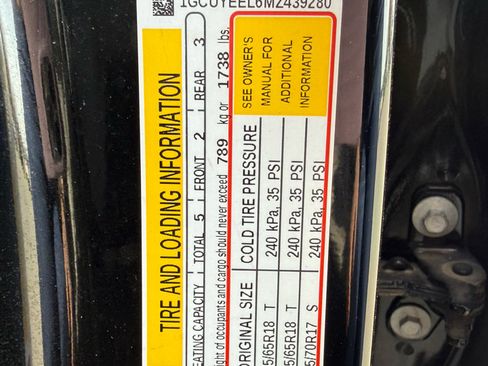 1GCUYEEL6MZ439280
TIRE AND LOADING INFORMATION
EATING CAPACITY TOTAL 5 FRONT 2 REAR 3
ght of occupants and cargo should never exceed 789 kg or 1738 lbs.
ORIGINAL SIZE COLD TIRE PRESSURE
5/65R18 T 240 kPa, 35 PSI
5/65R18 T 240 kPa, 35 PSI
5/70R17 S 240 kPa, 35 PSI
SEE OWNER'S
MANUAL FOR
ADDITIONAL
INFORMATION